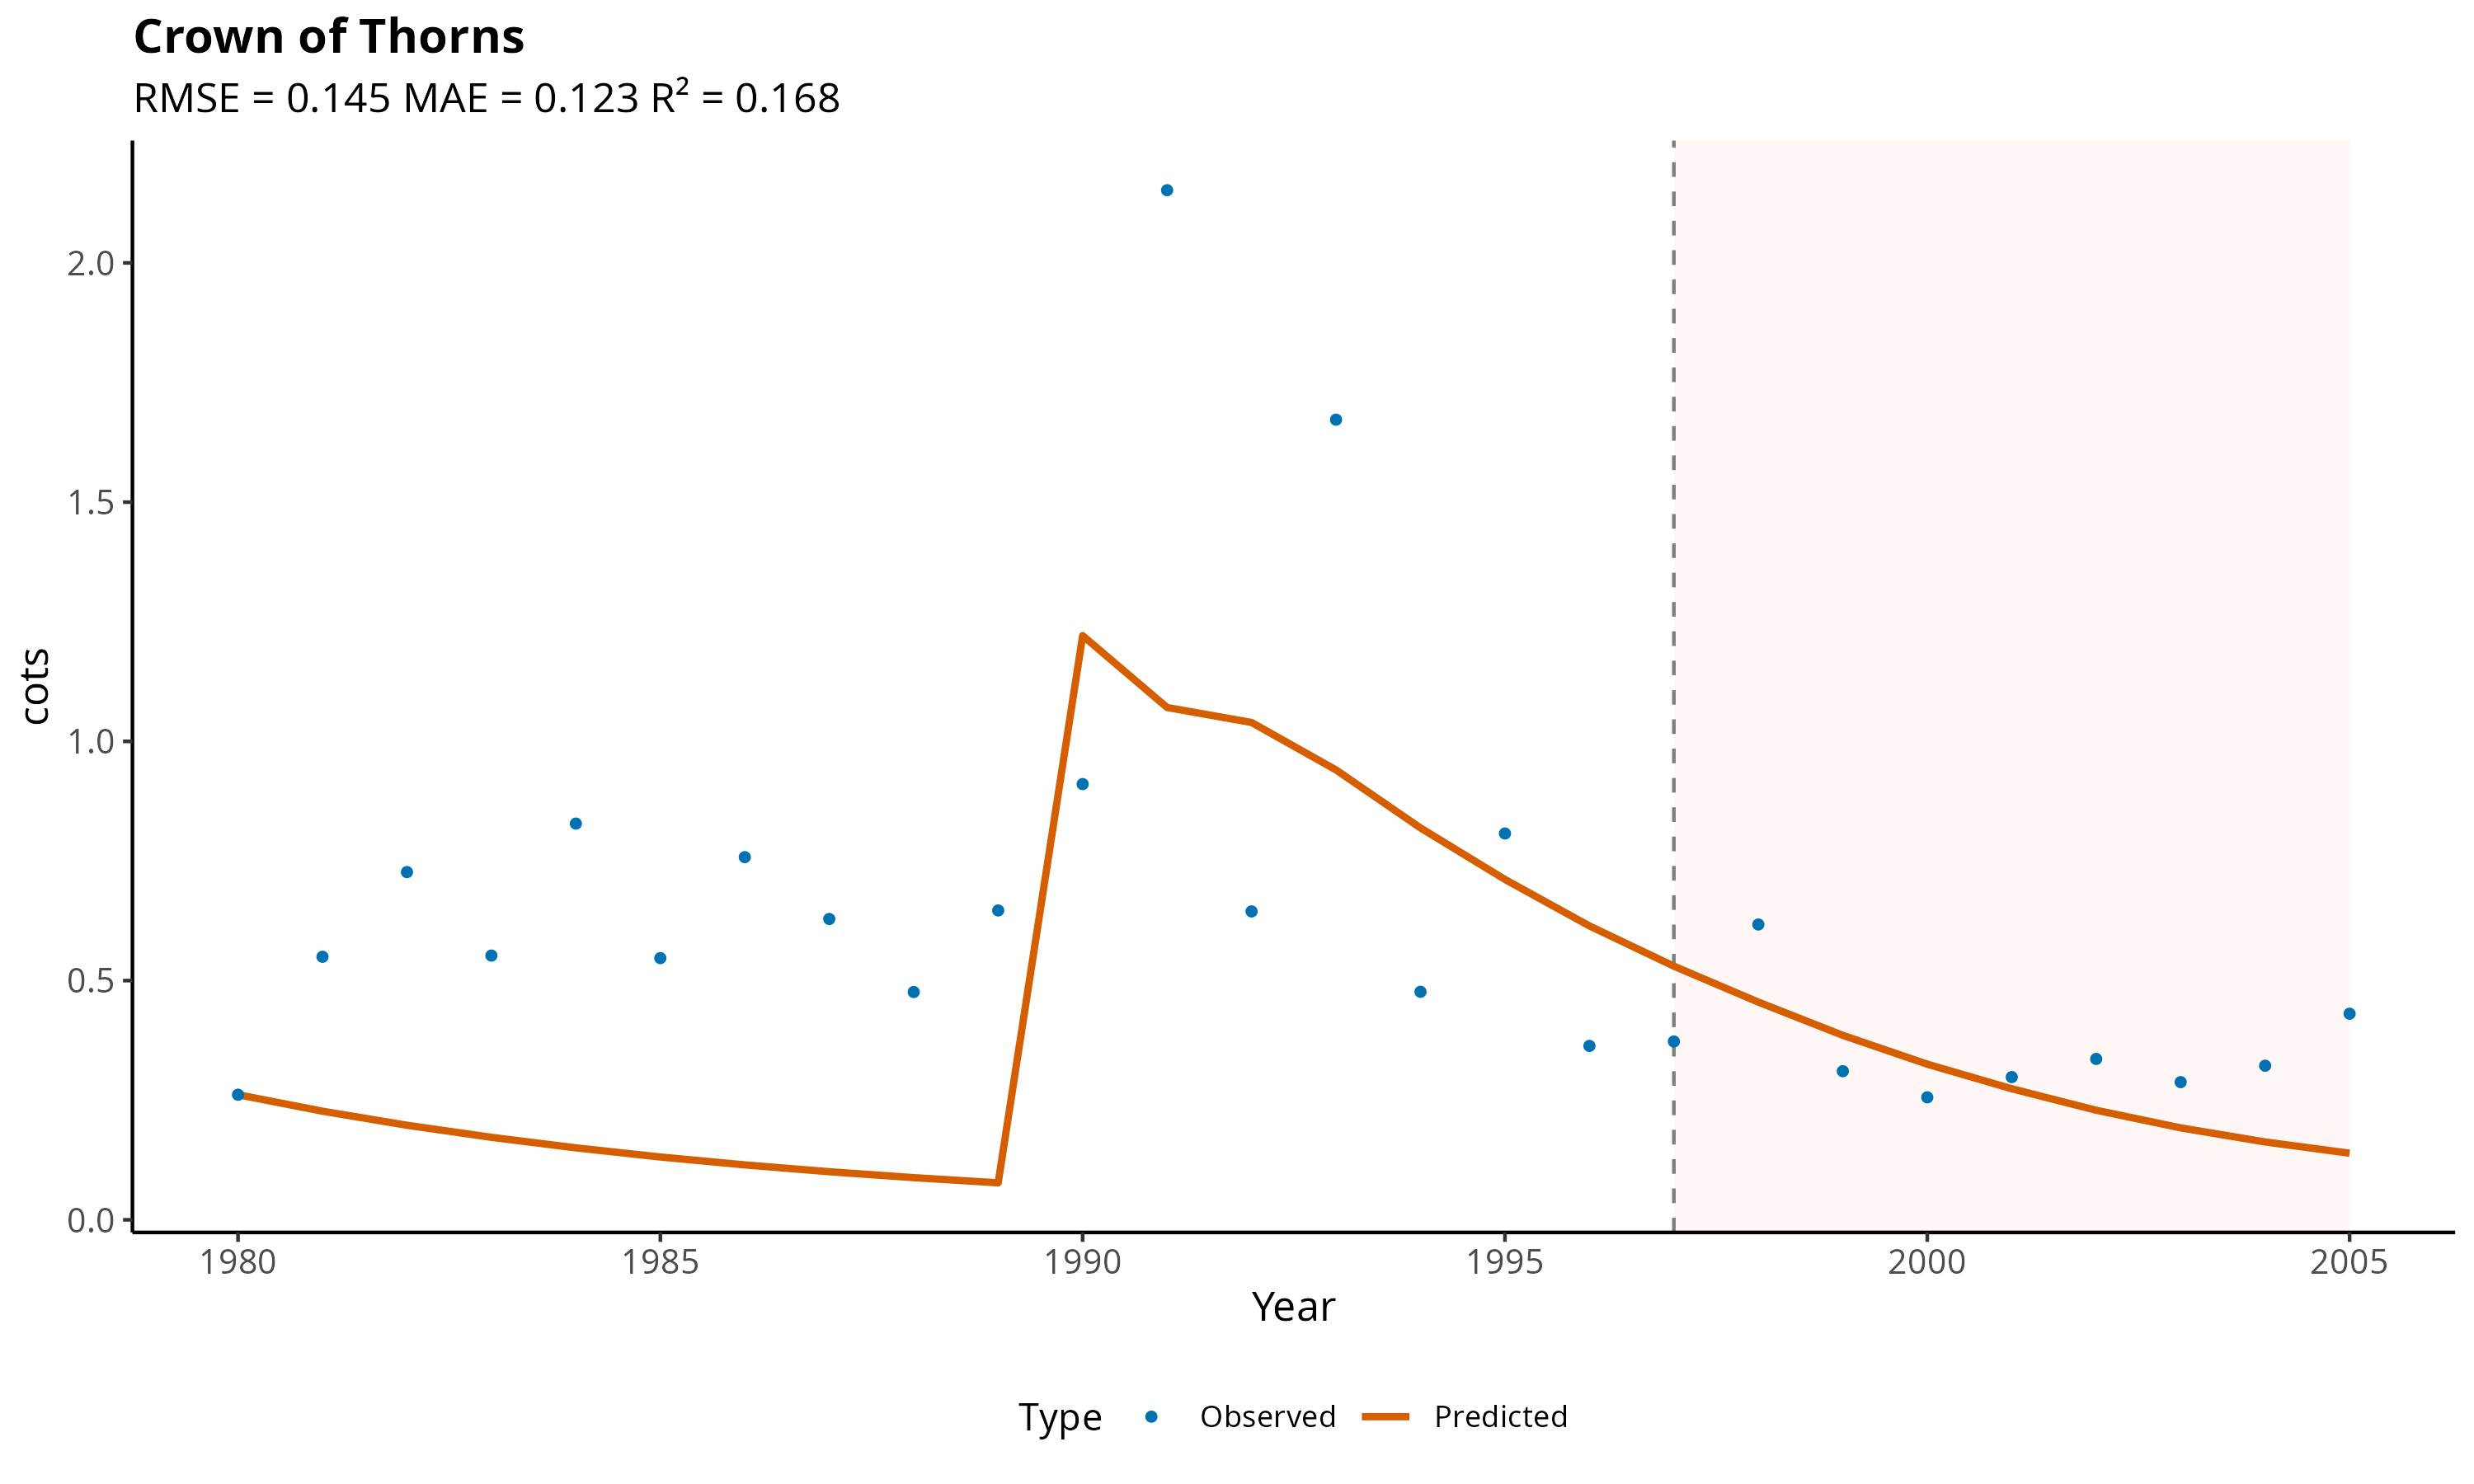 Crown of Thorns
RMSE = 0.145 MAE = 0.123 R² = 0.168
cots
2.0
1.5
1.0
0.5
0.0
1980 1985 1990 1995 2000 2005
Year
Type Observed Predicted